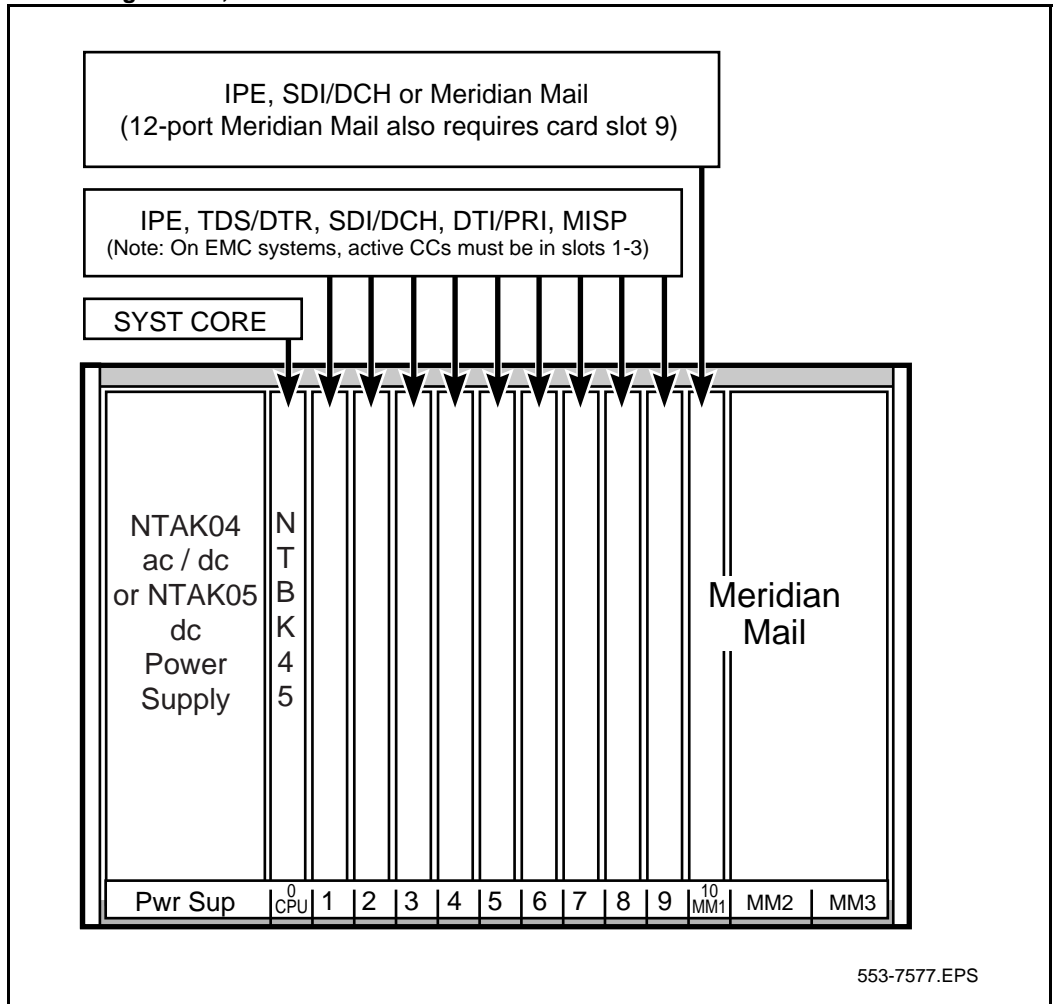 IPE, SDI/DCH or Meridian Mail
(12-port Meridian Mail also requires card slot 9)
IPE, TDS/DTR, SDI/DCH, DTI/PRI, MISP
(Note: On EMC systems, active CCs must be in slots 1-3)
SYST CORE
NTAK04
ac / dc
or NTAK05
dc
Power
Supply
N
T
B
K
4
5
Meridian
Mail
Pwr Sup
0
CPU
1 2 3 4 5 6 7 8 9
10
MM1
MM2 MM3
553-7577.EPS